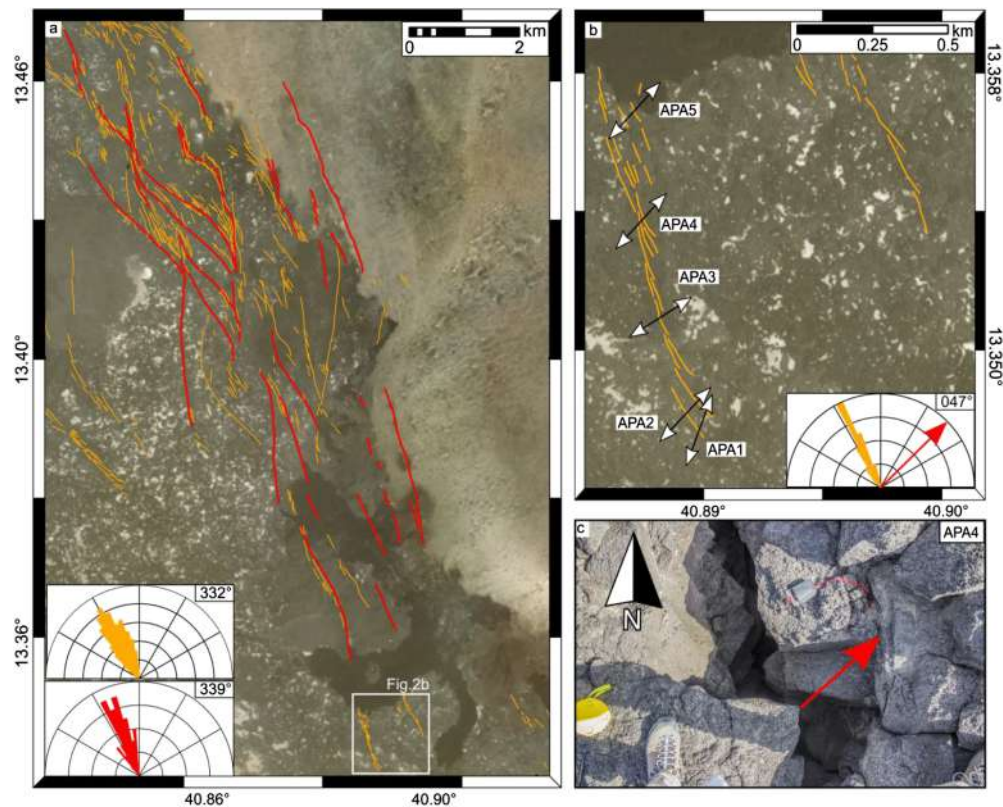 a
km
0
2
13.46°
13.40°
13.36°
332°
339°
Fig.2b
40.86°
40.90°
b
km
0
0.25
0.5
13.358°
13.350°
APA5
APA4
APA3
APA2
APA1
047°
40.89°
40.90°
c
APA4
N